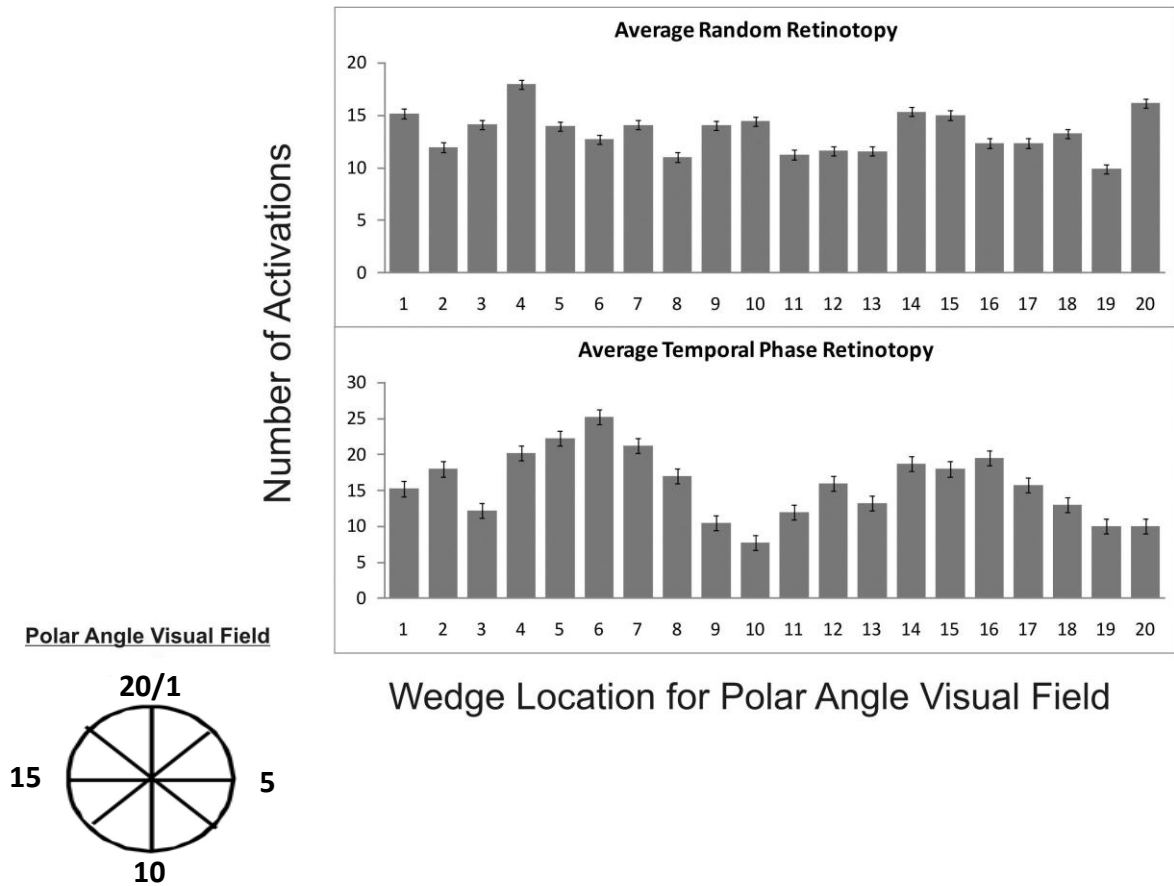 Average Random Retinotopy
20
15
10
5
0
1 2 3 4 5 6 7 8 9 10 11 12 13 14 15 16 17 18 19 20
Average Temporal Phase Retinotopy
30
25
20
15
10
5
0
1 2 3 4 5 6 7 8 9 10 11 12 13 14 15 16 17 18 19 20
Number of Activations
Wedge Location for Polar Angle Visual Field
Polar Angle Visual Field
20/1
15 5
10